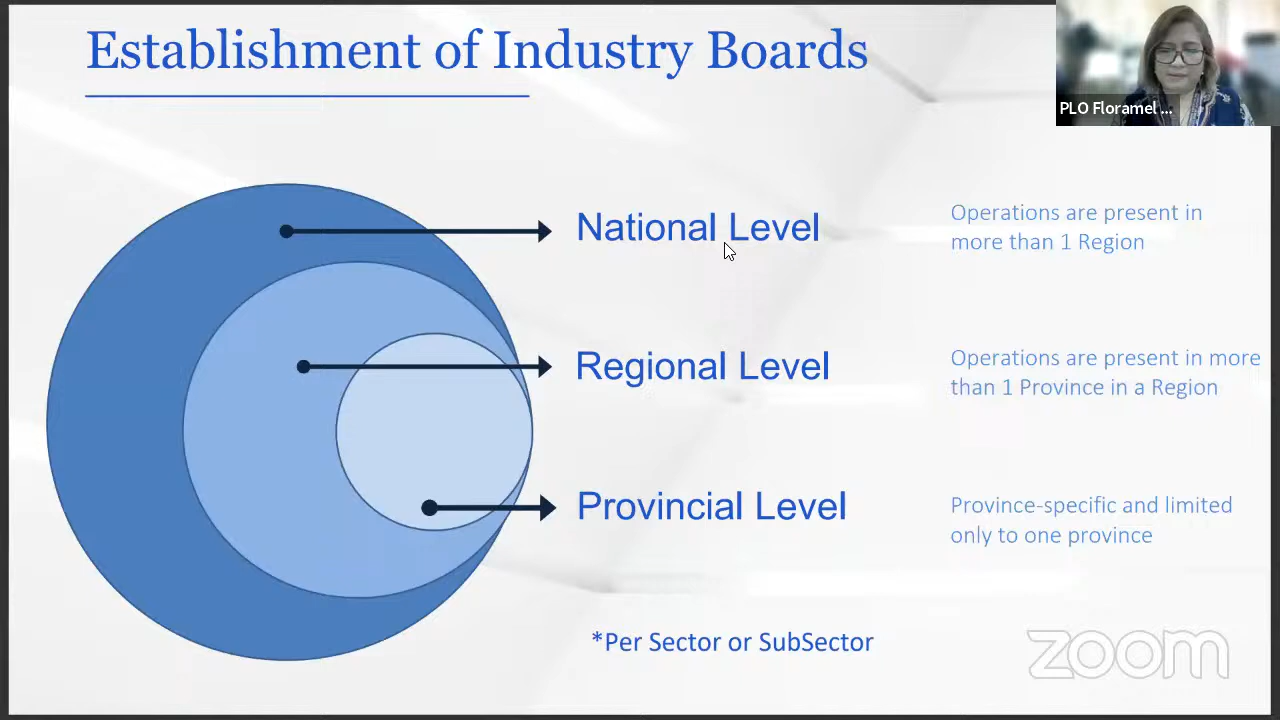 Establishment of Industry Boards
PLO Floramel ...
National Level
Operations are present in
more than 1 Region
Regional Level
Operations are present in more
than 1 Province in a Region
Provincial Level
Province-specific and limited
only to one province
*Per Sector or SubSector
zoom